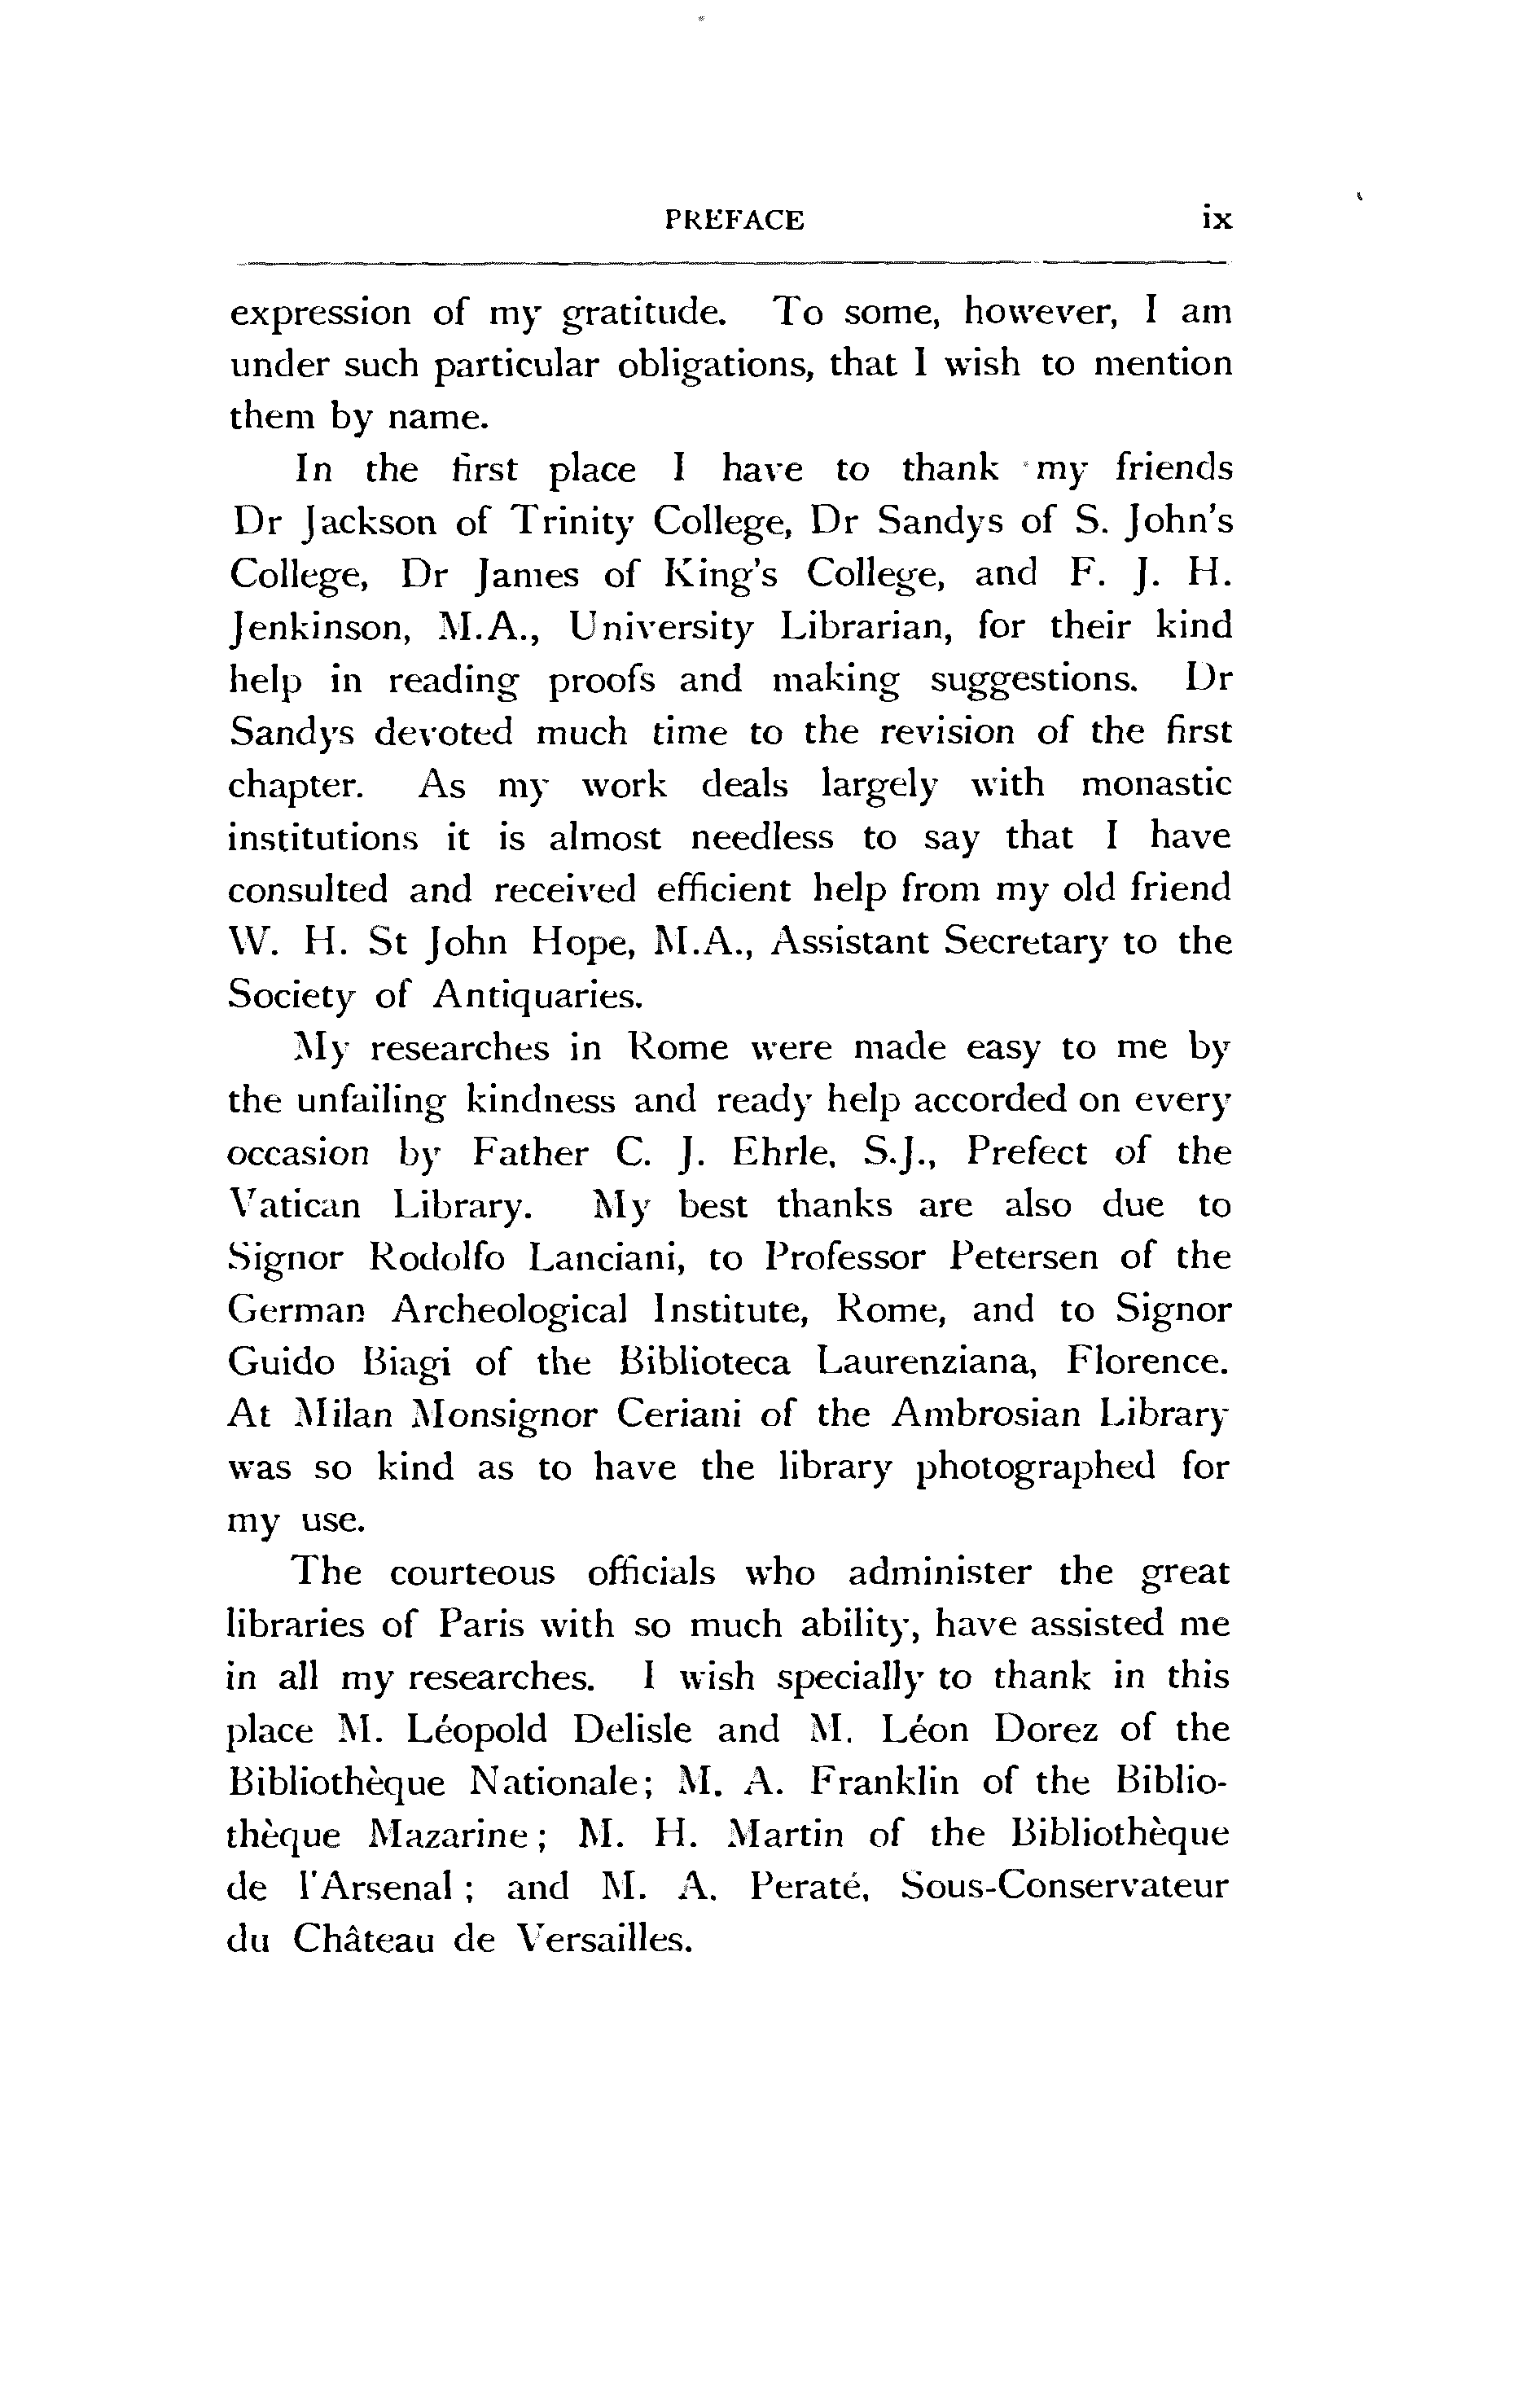 PREFACE ix
expression of my gratitude. To some, however, I am
under such particular obligations, that I wish to mention
them by name.
In the first place I have to thank my friends
Dr Jackson of Trinity College, Dr Sandys of S. John's
College, Dr James of King's College, and F. J. H.
Jenkinson, M.A., University Librarian, for their kind
help in reading proofs and making suggestions. Dr
Sandys devoted much time to the revision of the first
chapter. As my work deals largely with monastic
institutions it is almost needless to say that I have
consulted and received efficient help from my old friend
W. H. St John Hope, M.A., Assistant Secretary to the
Society of Antiquaries.
My researches in Rome were made easy to me by
the unfailing kindness and ready help accorded on every
occasion by Father C. J. Ehrle, S.J., Prefect of the
Vatican Library. My best thanks are also due to
Signor Rodolfo Lanciani, to Professor Petersen of the
German Archeological Institute, Rome, and to Signor
Guido Biagi of the Biblioteca Laurenziana, Florence.
At Milan Monsignor Ceriani of the Ambrosian Library
was so kind as to have the library photographed for
my use.
The courteous officials who administer the great
libraries of Paris with so much ability, have assisted me
in all my researches. I wish specially to thank in this
place M. Léopold Delisle and M. Léon Dorez of the
Bibliothèque Nationale; M. A. Franklin of the Biblio-
thèque Mazarine; M. H. Martin of the Bibliothèque
de l'Arsenal; and M. A. Peraté, Sous-Conservateur
du Château de Versailles.